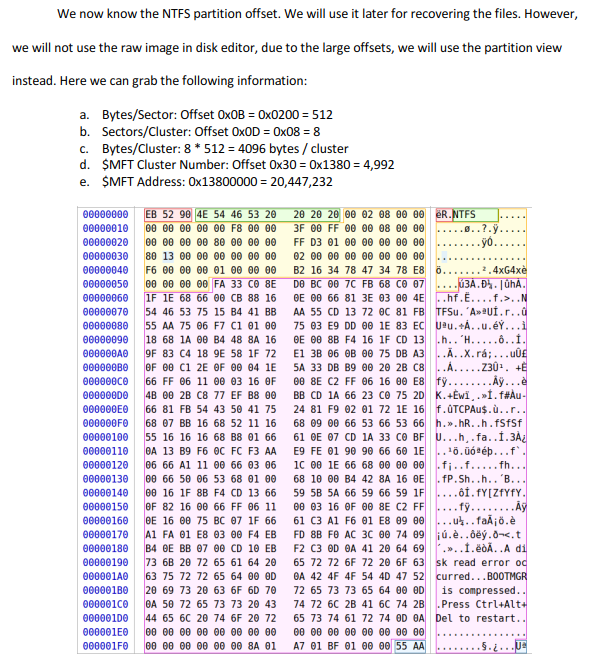 We now know the NTFS partition offset. We will use it later for recovering the files. However,
we will not use the raw image in disk editor, due to the large offsets, we will use the partition view
instead. Here we can grab the following information:
a. Bytes/Sector: Offset 0x0B = 0x0200 = 512
b. Sectors/Cluster: Offset 0x0D = 0x08 = 8
c. Bytes/Cluster: 8 * 512 = 4096 bytes / cluster
d. $MFT Cluster Number: Offset 0x30 = 0x1380 = 4,992
e. $MFT Address: 0x13800000 = 20,447,232
00000000 EB 52 90 4E 54 46 53 20 20 20 20 00 02 08 00 00 ëR.NTFS .....
00000010 00 00 00 00 00 F8 00 00 3F 00 FF 00 00 08 00 00 .....ø..?.ÿ.....
00000020 00 00 00 00 80 00 00 00 FF D3 01 00 00 00 00 00 ........ÿÓ......
00000030 80 13 00 00 00 00 00 00 02 00 00 00 00 00 00 00 ................
00000040 F6 00 00 00 01 00 00 00 B2 16 34 78 47 34 78 E8 ö.......².4xG4xè
00000050 00 00 00 00 FA 33 C0 8E D0 BC 00 7C FB 68 C0 07 ....ú3À.Ð¼.|ûhÀ.
00000060 1F 1E 68 66 00 CB 88 16 0E 00 66 81 3E 03 00 4E ..hf.Ë....f.>..N
00000070 54 46 53 75 15 B4 41 BB AA 55 CD 13 72 0C 81 FB TFSu.´A»ªUÍ.r..û
00000080 55 AA 75 06 F7 C1 01 00 75 03 E9 DD 00 1E 83 EC Uªu.÷Á..u.éÝ...ì
00000090 18 68 1A 00 B4 48 8A 16 0E 00 8B F4 16 1F CD 13 .h..´H.....ô..Í.
000000A0 9F 83 C4 18 9E 58 1F 72 E1 3B 06 0B 00 75 DB A3 ..Ä..X.rá;...uÛ£
000000B0 0F 00 C1 2E 0F 00 04 1E 5A 33 DB B9 00 20 2B C8 ..Á.....Z3Û¹. +È
000000C0 66 FF 06 11 00 03 16 0F 00 8E C2 FF 06 16 00 E8 fÿ........Âÿ...è
000000D0 4B 00 2B C8 77 EF B8 00 BB CD 1A 66 23 C0 75 2D K.+Èwï¸.»Í.f#Àu-
000000E0 66 81 FB 54 43 50 41 75 24 81 F9 02 01 72 1E 16 f.ûTCPAu$.ù..r..
000000F0 68 07 BB 16 68 52 11 16 68 09 00 66 53 66 53 66 h.».hR..h.fSfSf
00000100 55 16 16 16 68 B8 01 66 61 0E 07 CD 1A 33 C0 BF U...h¸.fa..Í.3À¿
00000110 0A 13 B9 F6 0C FC F3 AA E9 FE 01 90 90 66 60 1E ..¹ö.üóªéþ...f`.
00000120 06 66 A1 11 00 66 03 06 1C 00 1E 66 68 00 00 00 .f¡..f.....fh...
00000130 00 66 50 06 53 68 01 00 68 10 00 B4 42 8A 16 0E .fP.Sh..h..´B...
00000140 00 16 1F 8B F4 CD 13 66 59 5B 5A 66 59 66 59 1F ....ôÍ.fY[ZfYfY.
00000150 0F 82 16 00 66 FF 06 11 00 03 16 0F 00 8E C2 FF ....fÿ........Âÿ
00000160 0E 16 00 75 BC 07 1F 66 61 C3 A1 F6 01 E8 09 00 ...u¼..faÃ¡ö.è
00000170 A1 FA 01 E8 03 00 F4 EB FD 8B F0 AC 3C 00 74 09 ¡ú.è..ôëý.ð¬<.t
00000180 B4 0E BB 07 00 CD 10 EB F2 C3 0D 0A 41 20 64 69 ´.»..Í.ëòÃ..A di
00000190 73 6B 20 72 65 61 64 20 65 72 72 6F 72 20 6F 63 sk read error oc
000001A0 63 75 72 72 65 64 00 0D 0A 42 4F 4F 54 4D 47 52 curred...BOOTMGR
000001B0 20 69 73 20 63 6F 6D 70 72 65 73 73 65 64 00 0D is compressed..
000001C0 0A 50 72 65 73 73 20 43 74 72 6C 2B 41 6C 74 2B .Press Ctrl+Alt+
000001D0 44 65 6C 20 74 6F 20 72 65 73 74 61 72 74 0D 0A Del to restart..
000001E0 00 00 00 00 00 00 00 00 00 00 00 00 00 00 00 00 ................
000001F0 00 00 00 00 00 00 8A 01 A7 01 BF 01 00 00 55 AA ........§.¿...Uª